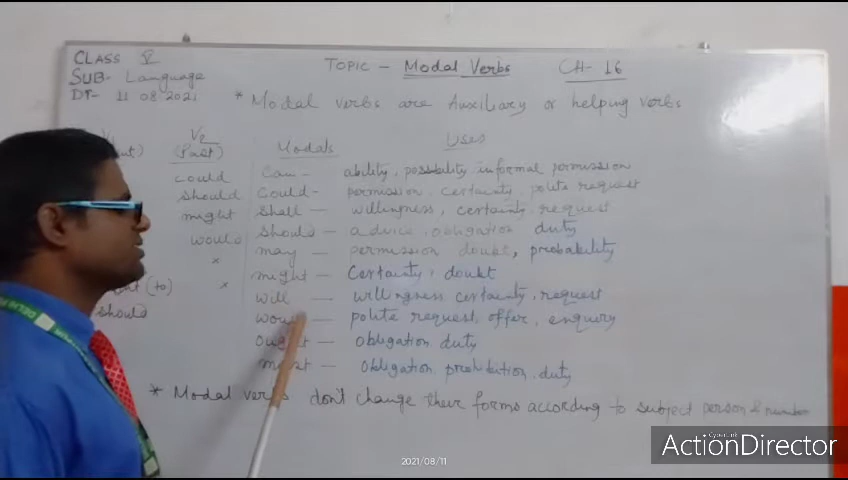 CLASS V
SUB- Language
DT- 11 08 2021
TOPIC - Modal Verbs CH- 16
* Modal verbs are Auxiliary or helping verbs
V2
(Past)
could
should
might
would
×
(to) ×
should
Modals Uses
Can - ability, possibility, informal permission
Could - permission, certainty, polite request
Shall - willingness, certainty, request
Should - advice, obligation duty
may - permission doubt, probability
might - Certainty, doubt
will - willingness certainty, request
polite request, offer, enquiry
ought - obligation duty
must - obligation prohibition, duty
* Modal verbs don't change their forms according to subject person & number
CyberLink
ActionDirector
2021/08/11